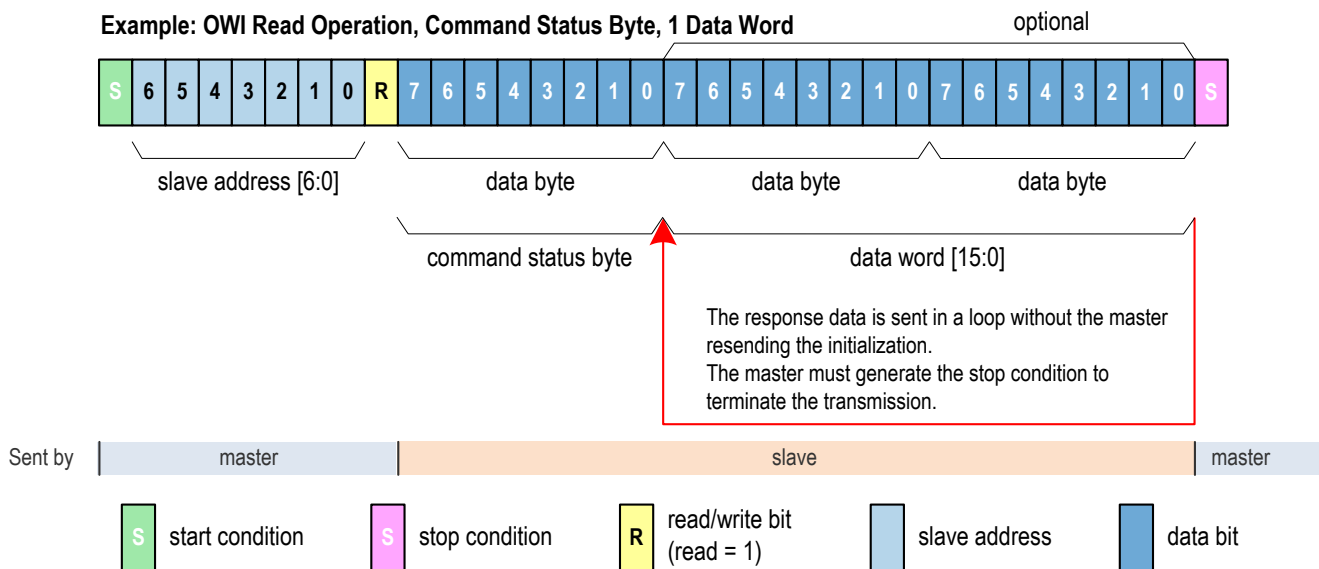 Example: OWI Read Operation, Command Status Byte, 1 Data Word
optional
S 6 5 4 3 2 1 0 R 7 6 5 4 3 2 1 0 7 6 5 4 3 2 1 0 7 6 5 4 3 2 1 0 S
slave address [6:0] data byte data byte data byte
command status byte data word [15:0]
The response data is sent in a loop without the master
resending the initialization.
The master must generate the stop condition to
terminate the transmission.
Sent by master slave master
S start condition S stop condition R read/write bit slave address data bit
(read = 1)